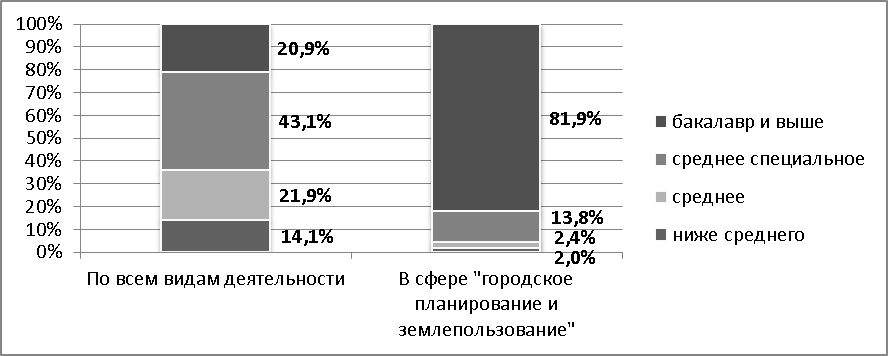 100%
90%
80%
70%
60%
50%
40%
30%
20%
10%
0%
20,9%
43,1%
21,9%
14,1%
81,9%
13,8%
2,4%
2,0%
По всем видам деятельности
В сфере "городское
планирование и
землепользование"
бакалавр и выше
среднее специальное
среднее
ниже среднего